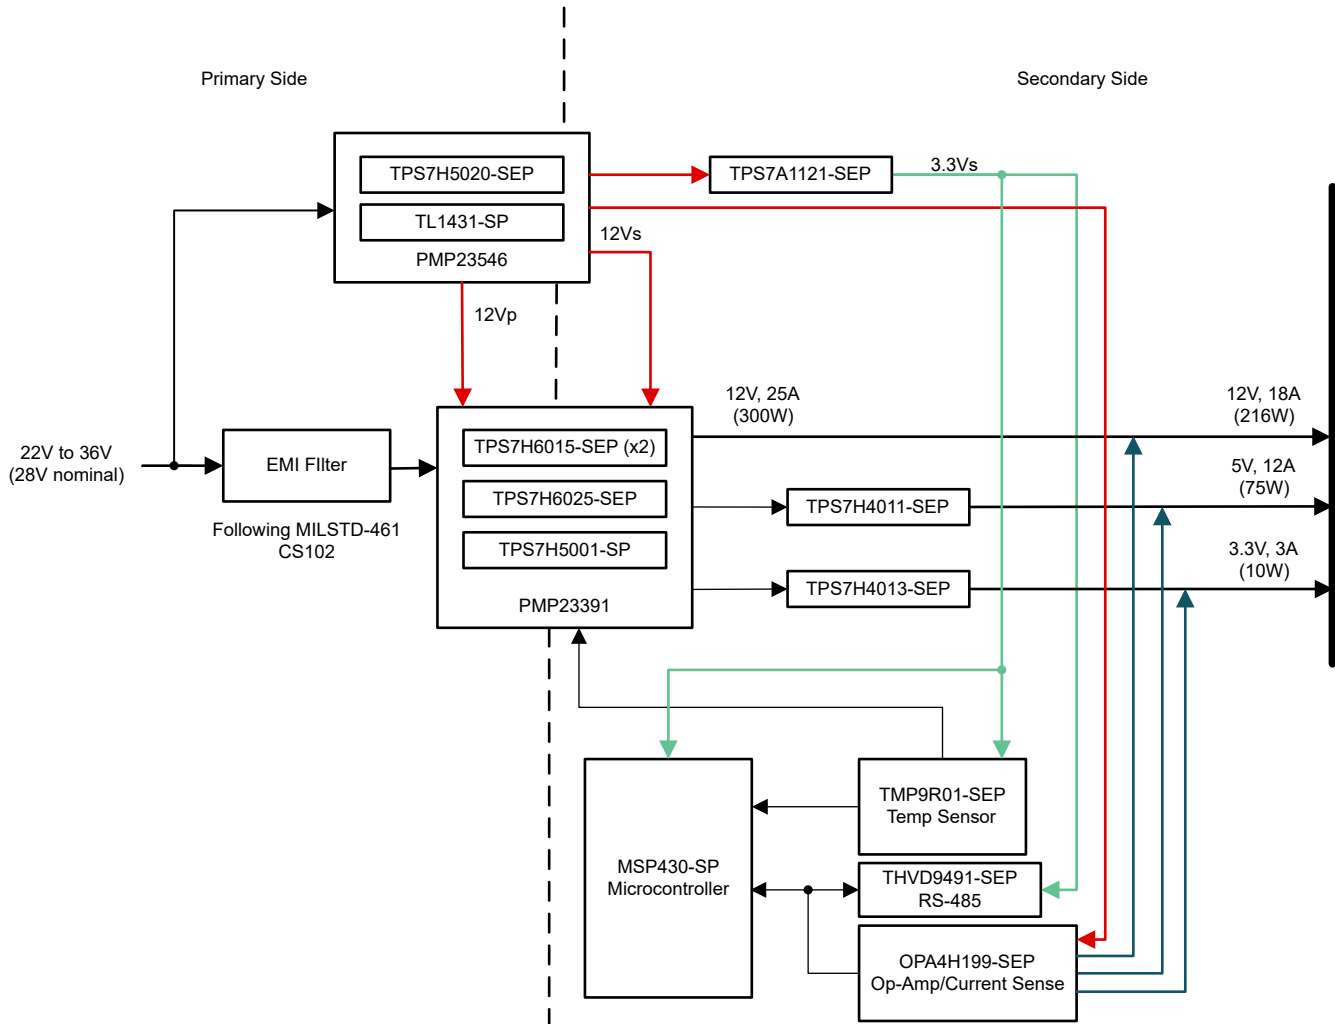 Primary Side
Secondary Side
TPS7H5020-SEP
TL1431-SP
PMP23546
TPS7A1121-SEP
3.3Vs
12Vs
12Vp
22V to 36V
(28V nominal)
EMI FIlter
Following MILSTD-461
CS102
TPS7H6015-SEP (x2)
TPS7H6025-SEP
TPS7H5001-SP
PMP23391
12V, 25A
(300W)
12V, 18A
(216W)
TPS7H4011-SEP
5V, 12A
(75W)
TPS7H4013-SEP
3.3V, 3A
(10W)
MSP430-SP
Microcontroller
TMP9R01-SEP
Temp Sensor
THVD9491-SEP
RS-485
OPA4H199-SEP
Op-Amp/Current Sense